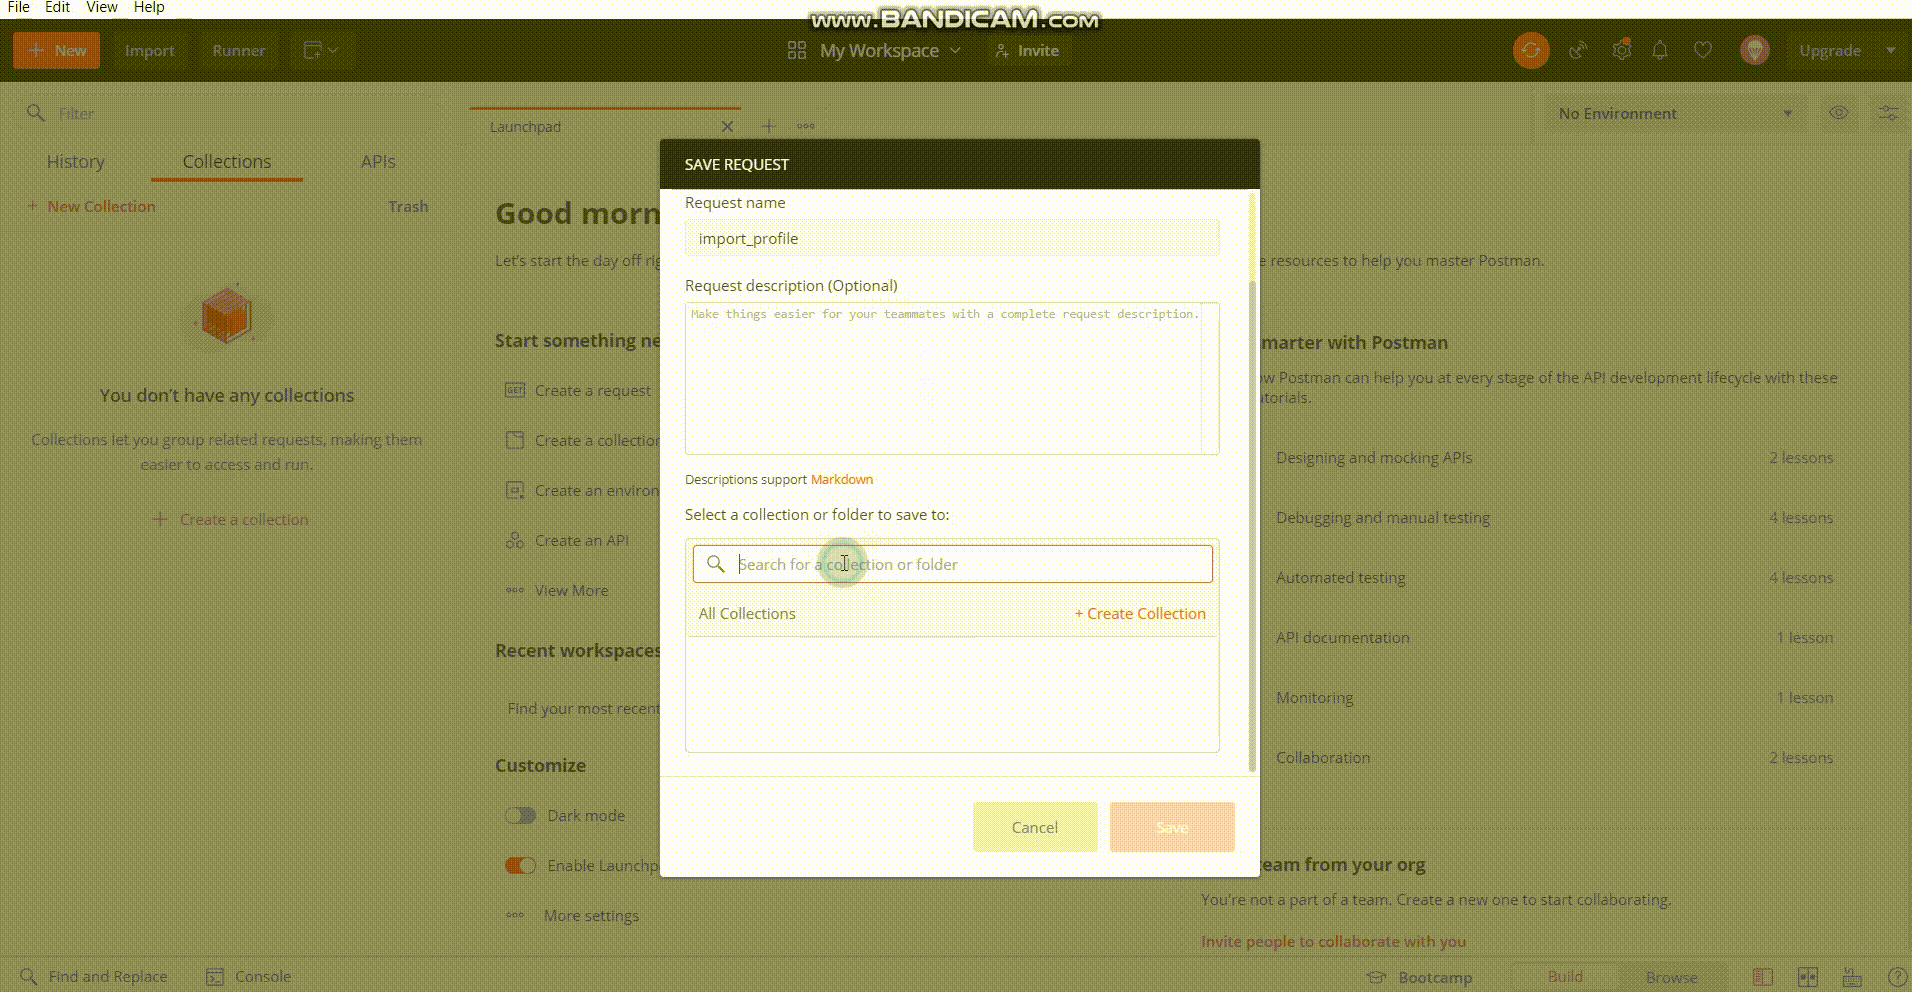 File Edit View Help
www.BANDICAM.com
New Import Runner My Workspace Invite Upgrade
Filter
Launchpad
No Environment
History Collections APIs
+ New Collection Trash
You don't have any collections
Collections let you group related requests, making them
easier to access and run.
+ Create a collection
Good morn
Let's start the day off rig
e resources to help you master Postman.
Start something ne
GET Create a request
Create a collection
Create an environ
Create an API
View More
Recent workspaces
Find your most recent
Customize
Dark mode
Enable Launchp
More settings
SAVE REQUEST
Request name
import_profile
Request description (Optional)
Make things easier for your teammates with a complete request description.
Descriptions support Markdown
Select a collection or folder to save to:
Search for a collection or folder
All Collections + Create Collection
Cancel Save
marter with Postman
ow Postman can help you at every stage of the API development lifecycle with these
utorials.
Designing and mocking APIs 2 lessons
Debugging and manual testing 4 lessons
Automated testing 4 lessons
API documentation 1 lesson
Monitoring 1 lesson
Collaboration 2 lessons
team from your org
You're not a part of a team. Create a new one to start collaborating.
Invite people to collaborate with you
Find and Replace Console Bootcamp Build Browse